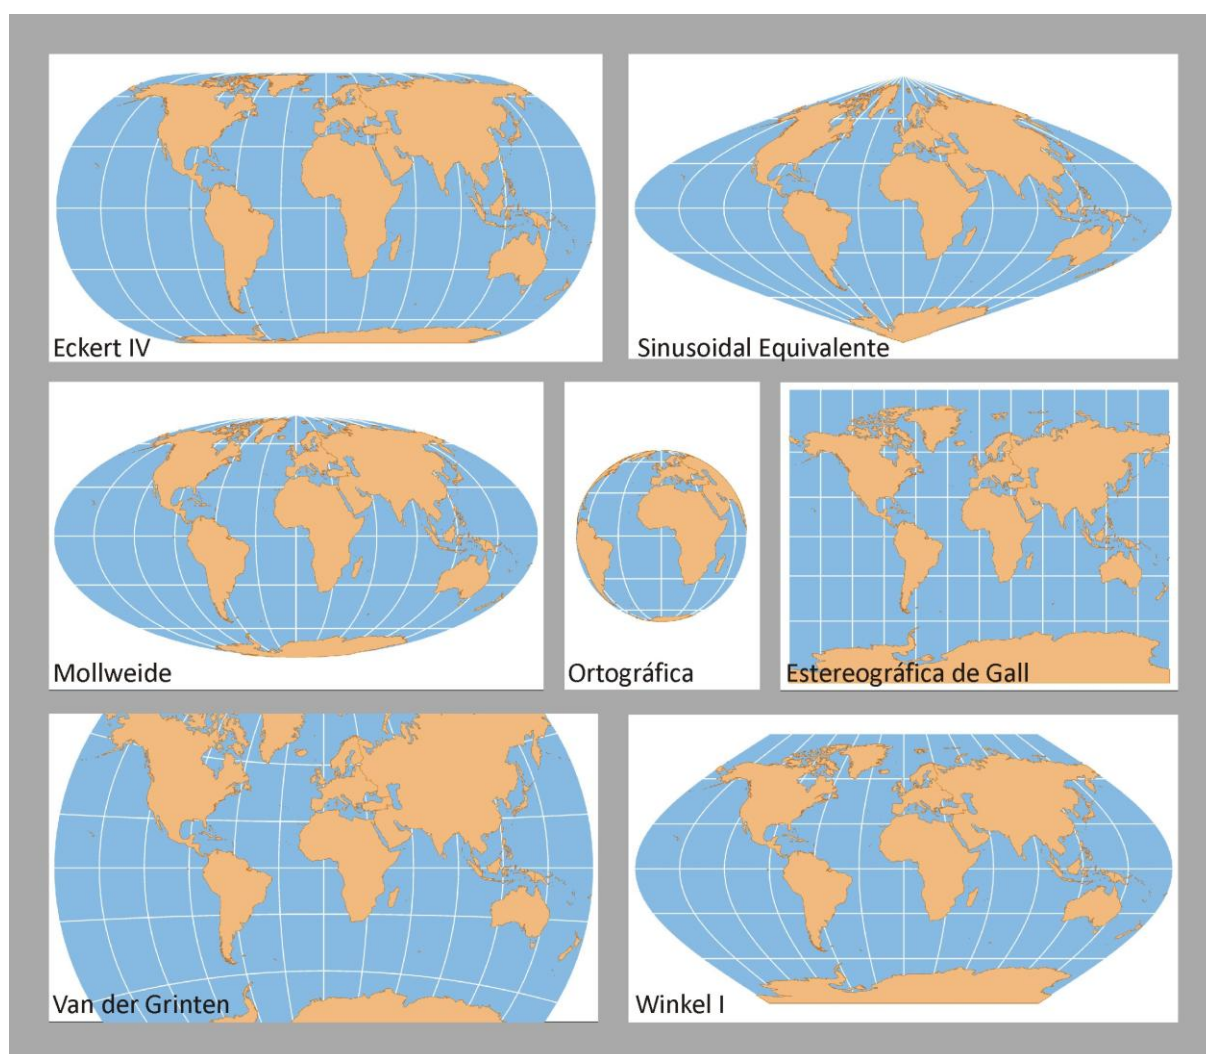 Eckert IV
Sinusoidal Equivalente
Mollweide
Ortográfica
Estereográfica de Gall
Van der Grinten
Winkel I